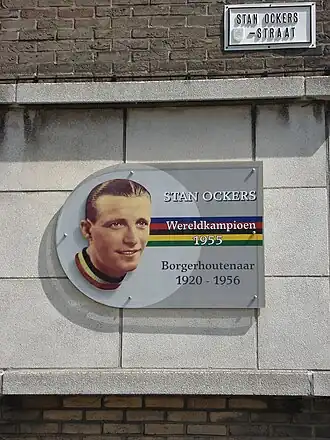 STAN OCKERS
-STRAAT
STAN OCKERS
Wereldkampioen
1955
Borgerhoutenaar
1920 - 1956